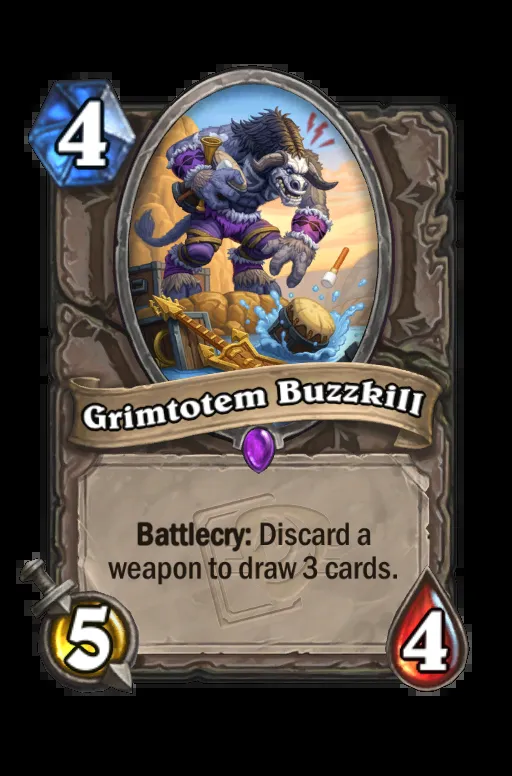 4
Grimtotem Buzzkill
Battlecry: Discard a
weapon to draw 3 cards.
5
4